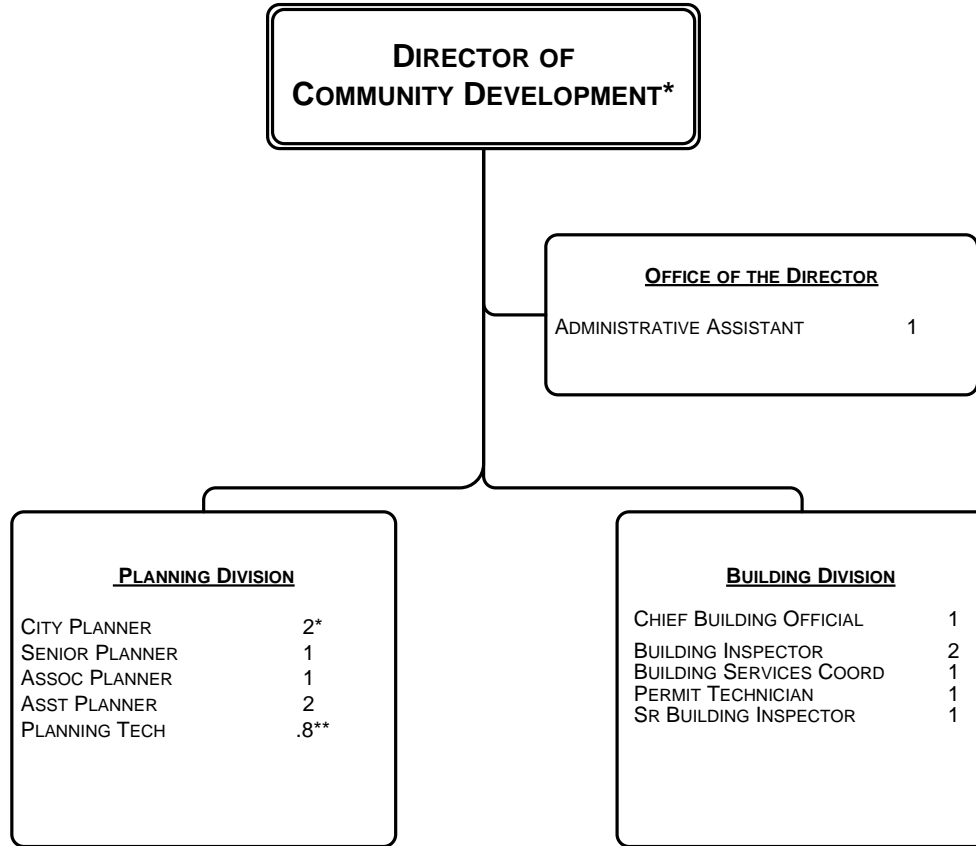 DIRECTOR OF
COMMUNITY DEVELOPMENT*
OFFICE OF THE DIRECTOR
ADMINISTRATIVE ASSISTANT 1
PLANNING DIVISION
CITY PLANNER 2*
SENIOR PLANNER 1
ASSOC PLANNER 1
ASST PLANNER 2
PLANNING TECH .8**
BUILDING DIVISION
CHIEF BUILDING OFFICIAL 1
BUILDING INSPECTOR 2
BUILDING SERVICES COORD 1
PERMIT TECHNICIAN 1
SR BUILDING INSPECTOR 1